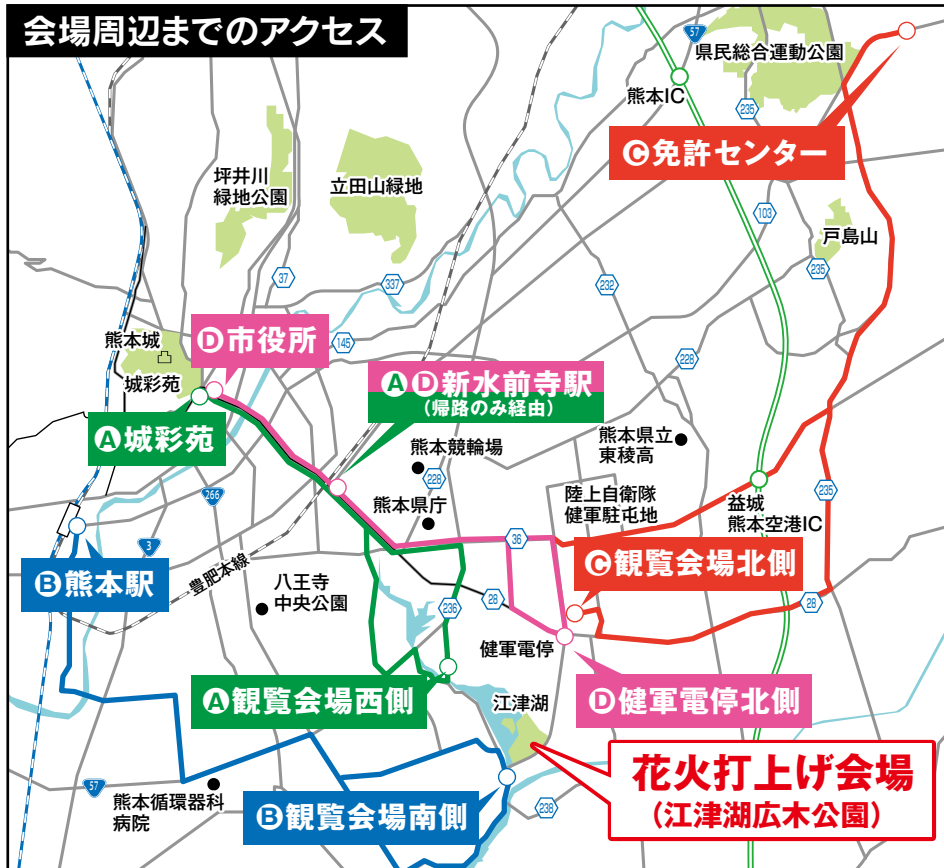 会場周辺までのアクセス
57
県民総合運動公園
熊本IC
235
Ⓒ免許センター
坪井川
緑地公園
立田山緑地
103
戸島山
235
37
337
232
熊本城
145
Ⓓ市役所
228
城彩苑
ⒶⒹ新水前寺駅
(帰路のみ経由)
Ⓐ城彩苑
熊本競輪場
熊本県立
東稜高
228
266
熊本県庁
陸上自衛隊
健軍駐屯地
益城
熊本空港IC
235
3
36
豊肥本線
Ⓑ熊本駅
八王寺
中央公園
Ⓒ観覧会場北側
28
236
28
健軍電停
Ⓐ観覧会場西側
江津湖
Ⓓ健軍電停北側
57
熊本循環器科
病院
花火打上げ会場
(江津湖広木公園)
Ⓑ観覧会場南側
238